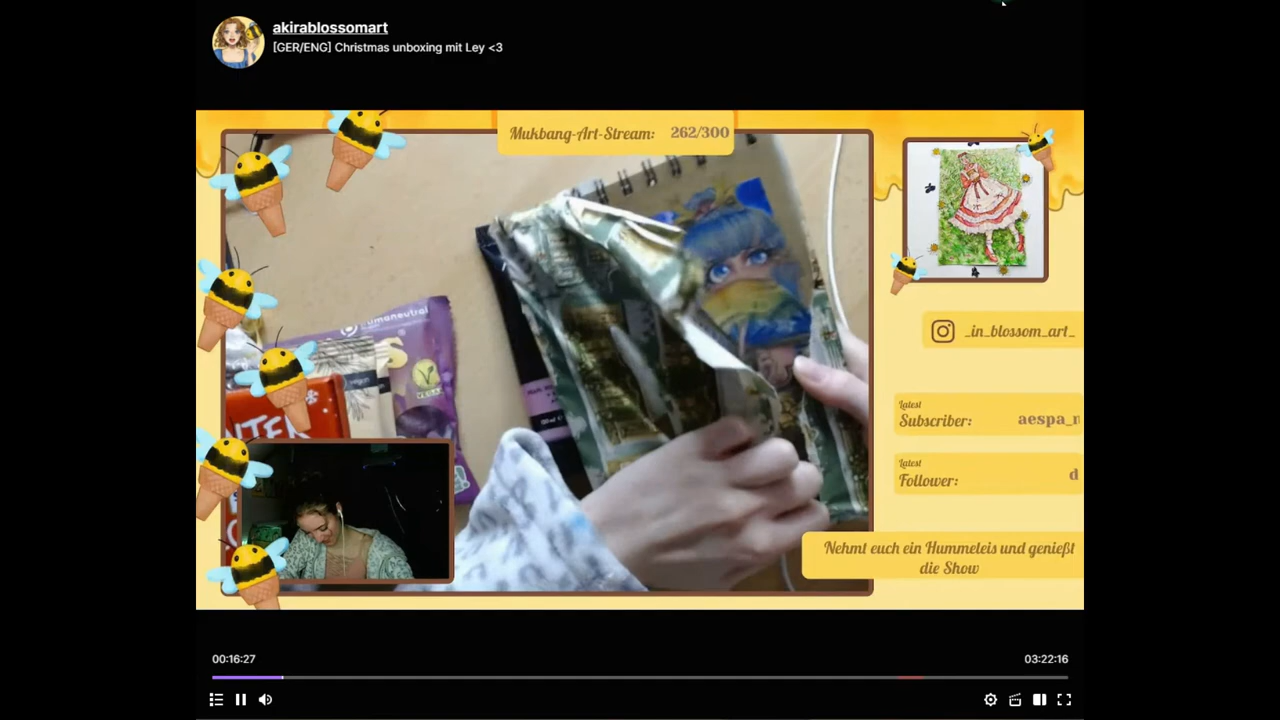 akirablossomart
[GER/ENG] Christmas unboxing mit Ley <3
Mukbang-Art-Stream: 262/300
_in_blossom_art_
Latest
Subscriber: aespa_
Latest
Follower: d
Nehmt euch ein Hummeleis und genießt
die Show
00:16:27
03:22:16